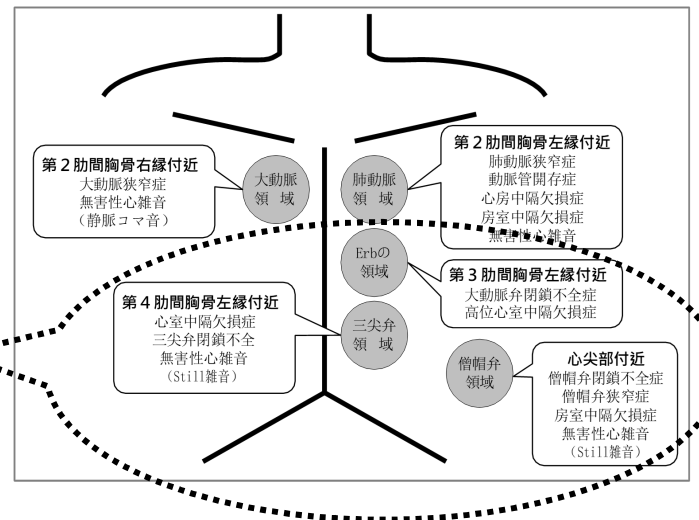 第２肋間胸骨右縁付近
大動脈狭窄症
無害性心雑音
（静脈コマ音）
大動脈
領　域
肺動脈
領　域
第２肋間胸骨左縁付近
肺動脈狭窄症
動脈管開存症
心房中隔欠損症
房室中隔欠損症
無害性心雑音
Erbの
領域
第３肋間胸骨左縁付近
大動脈弁閉鎖不全症
高位心室中隔欠損症
第４肋間胸骨左縁付近
心室中隔欠損症
三尖弁閉鎖不全
無害性心雑音
（Still雑音）
三尖弁
領　域
僧帽弁
領域
心尖部付近
僧帽弁閉鎖不全症
僧帽弁狭窄症
房室中隔欠損症
無害性心雑音
（Still雑音）